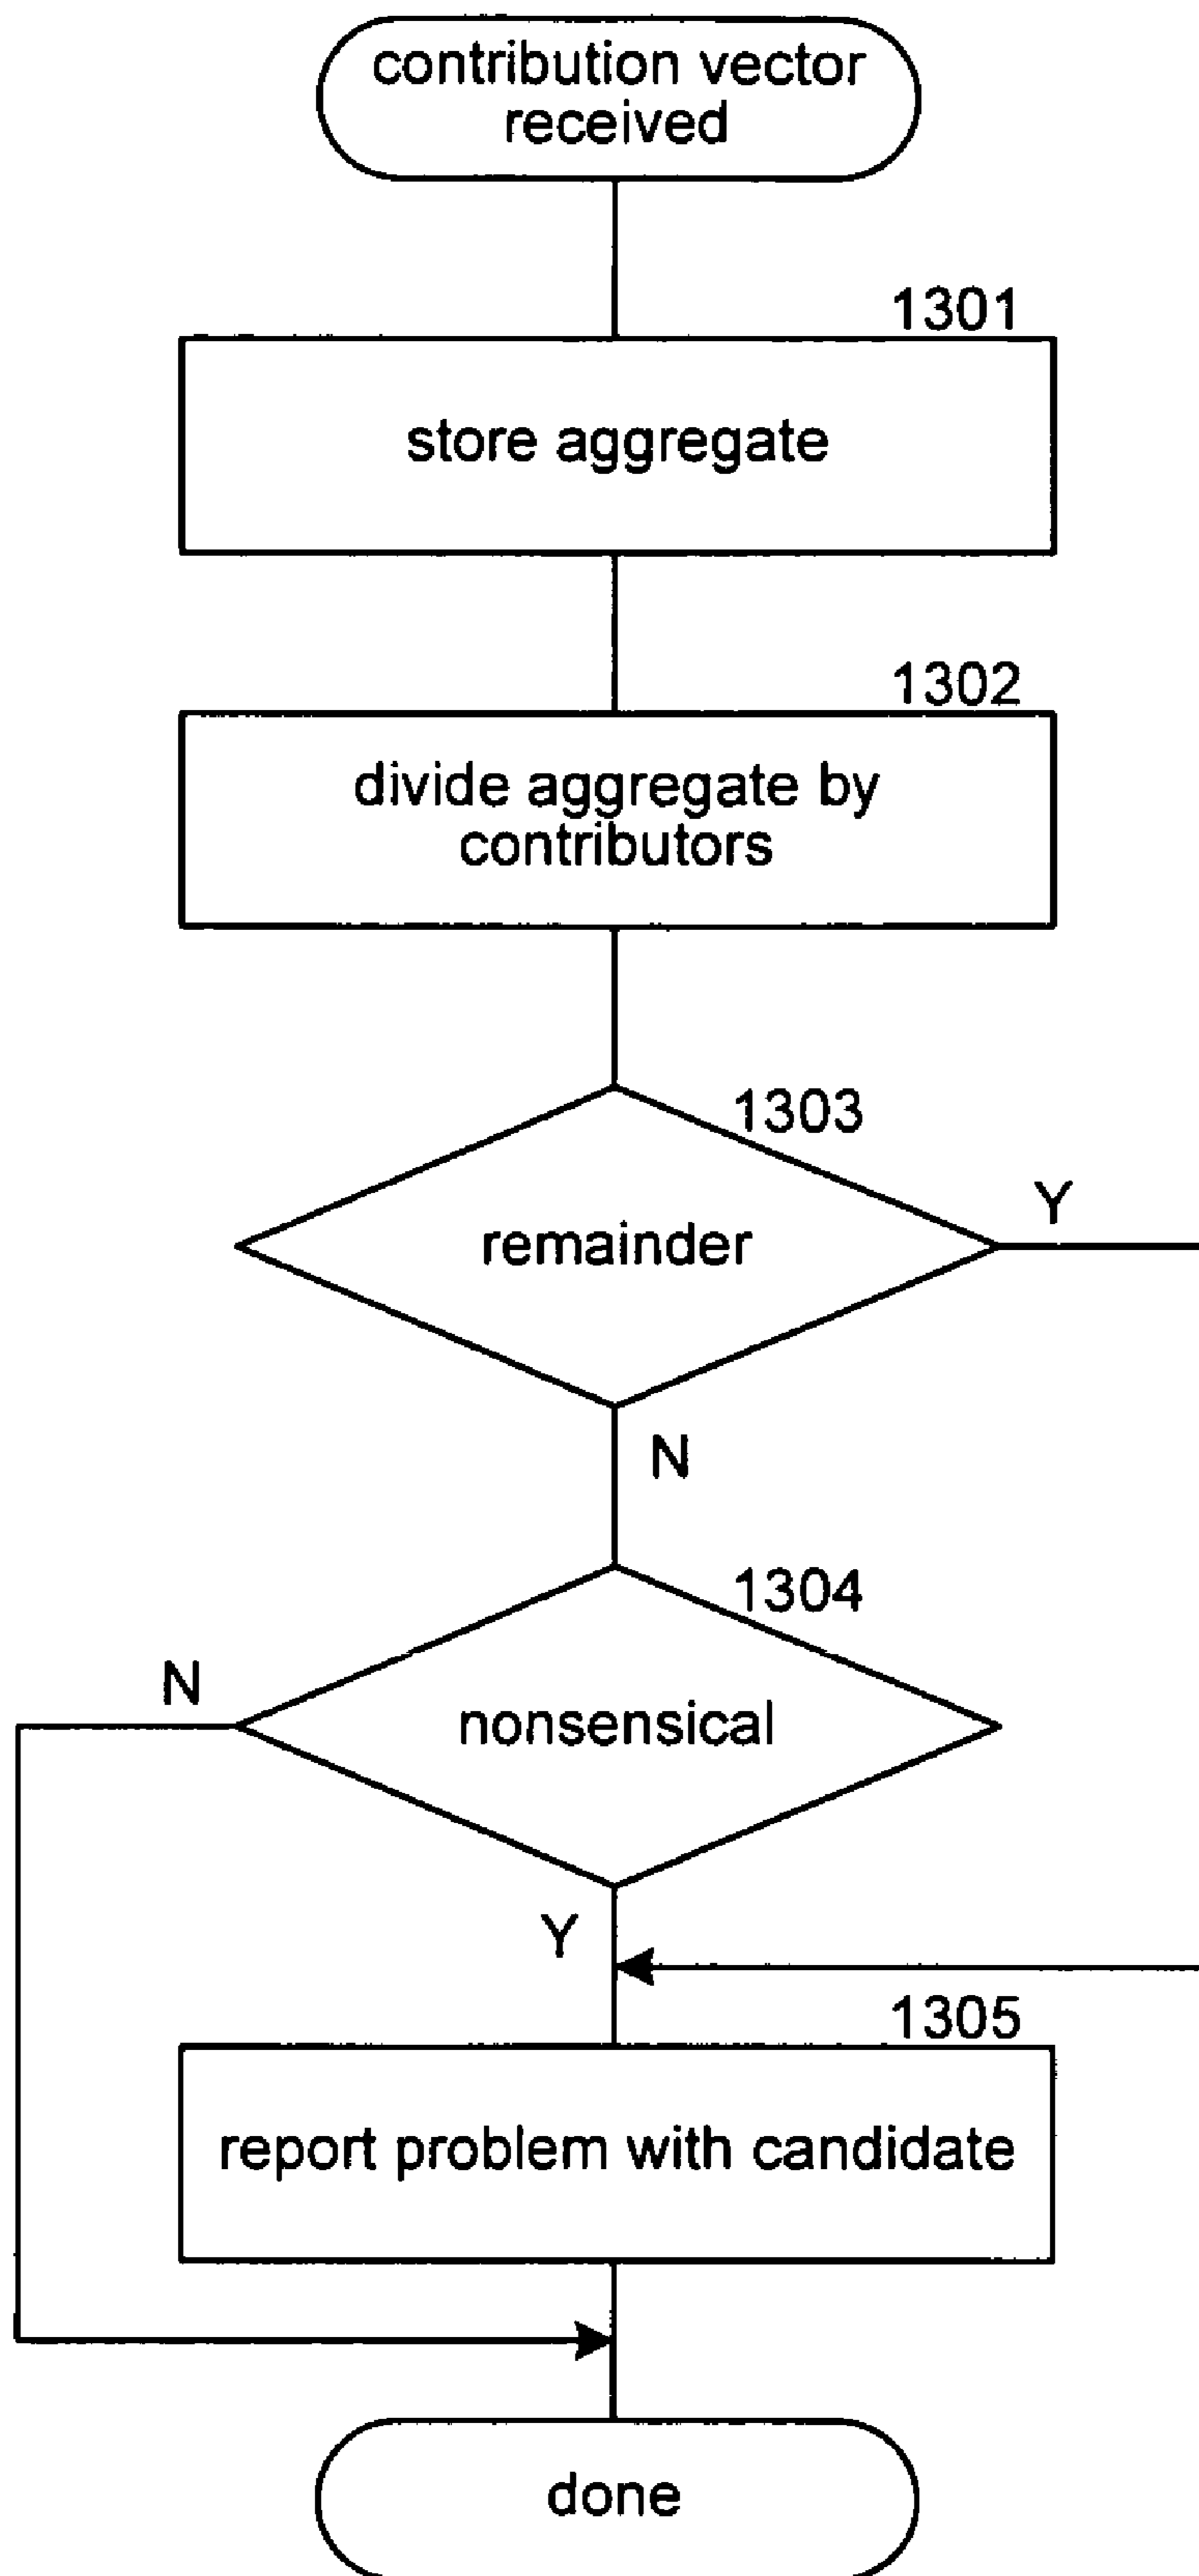 contribution vector
received
1301
store aggregate
1302
divide aggregate by
contributors
1303
remainder
Y
N
1304
nonsensical
N
Y
1305
report problem with candidate
done